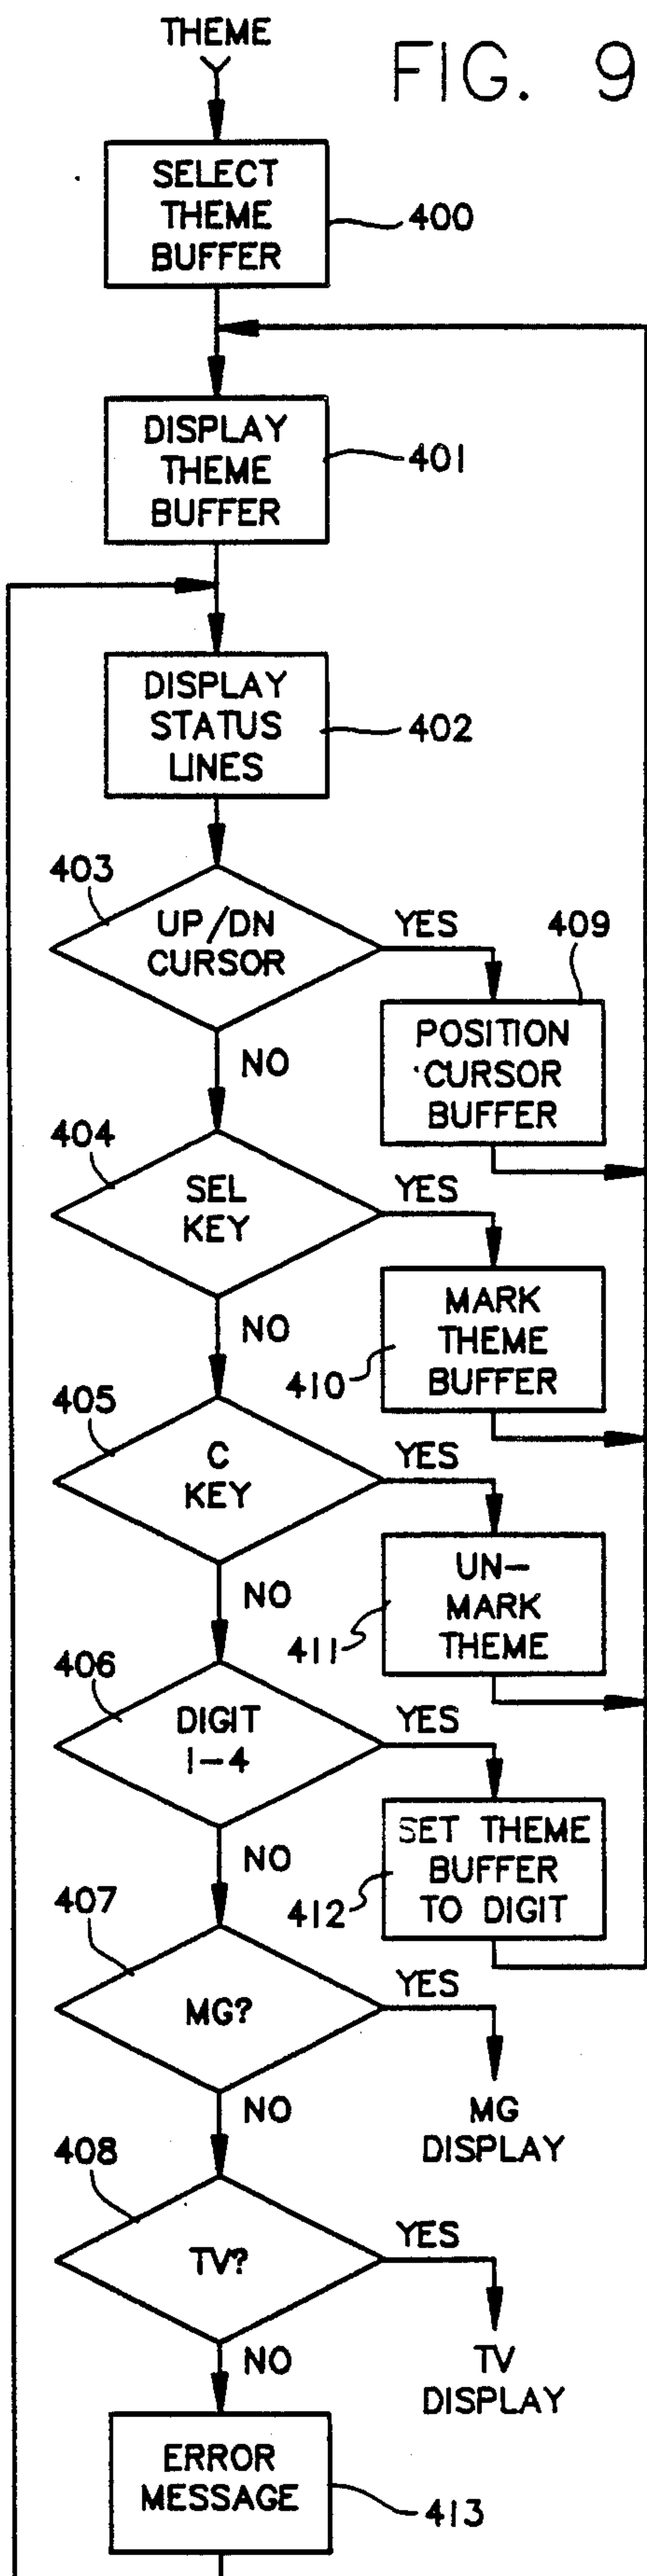 THEME
FIG. 9
SELECT
THEME
BUFFER
400
DISPLAY
THEME
BUFFER
401
DISPLAY
STATUS
LINES
402
403
UP/DN
CURSOR
YES
409
POSITION
CURSOR
BUFFER
NO
404
SEL
KEY
YES
MARK
THEME
BUFFER
410
NO
405
C
KEY
YES
UN-
MARK
THEME
411
NO
406
DIGIT
1-4
YES
SET THEME
BUFFER
TO DIGIT
412
NO
407
MG?
YES
MG
DISPLAY
NO
408
TV?
YES
TV
DISPLAY
NO
ERROR
MESSAGE
413